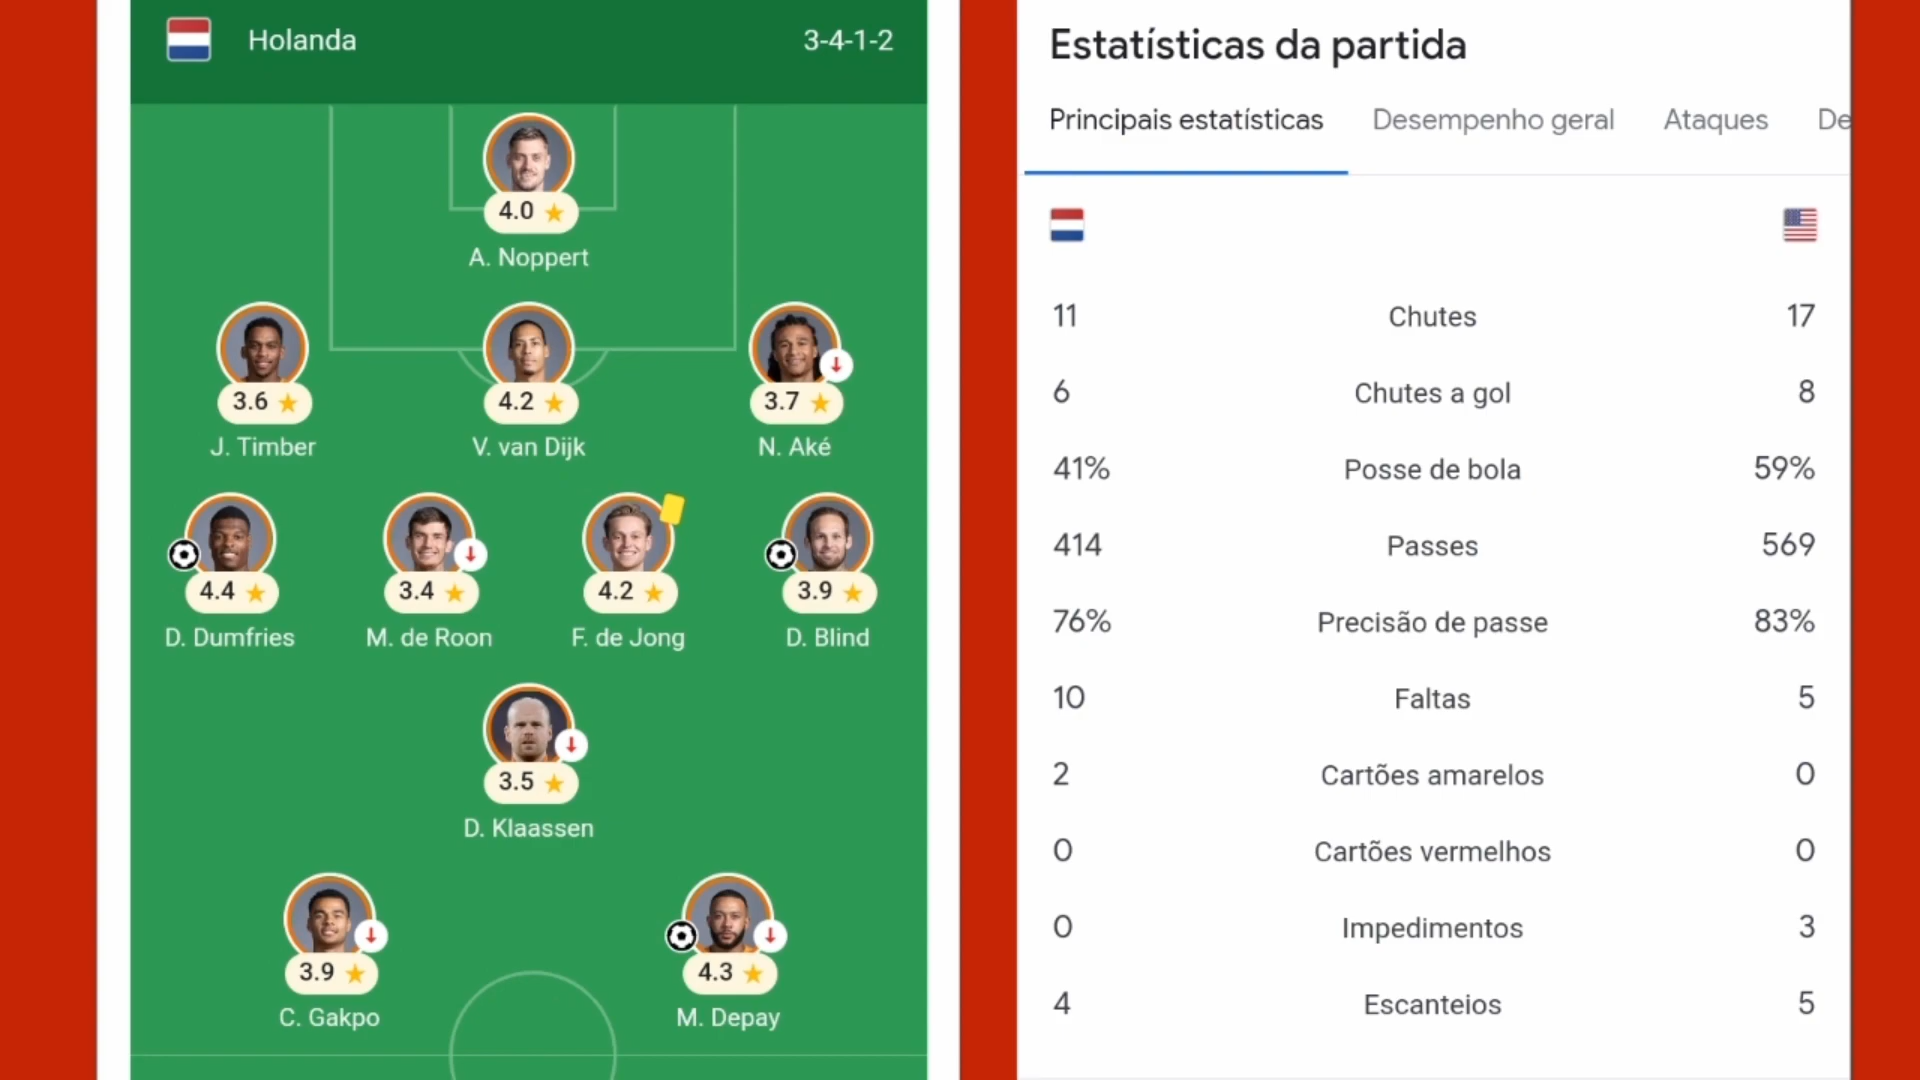 Holanda 3-4-1-2
4.0
A. Noppert
3.6 4.2 3.7
J. Timber V. van Dijk N. Aké
4.4 3.4 4.2 3.9
D. Dumfries M. de Roon F. de Jong D. Blind
3.5
D. Klaassen
3.9 4.3
C. Gakpo M. Depay
Estatísticas da partida
Principais estatísticas Desempenho geral Ataques De
11 Chutes 17
6 Chutes a gol 8
41% Posse de bola 59%
414 Passes 569
76% Precisão de passe 83%
10 Faltas 5
2 Cartões amarelos 0
0 Cartões vermelhos 0
0 Impedimentos 3
4 Escanteios 5